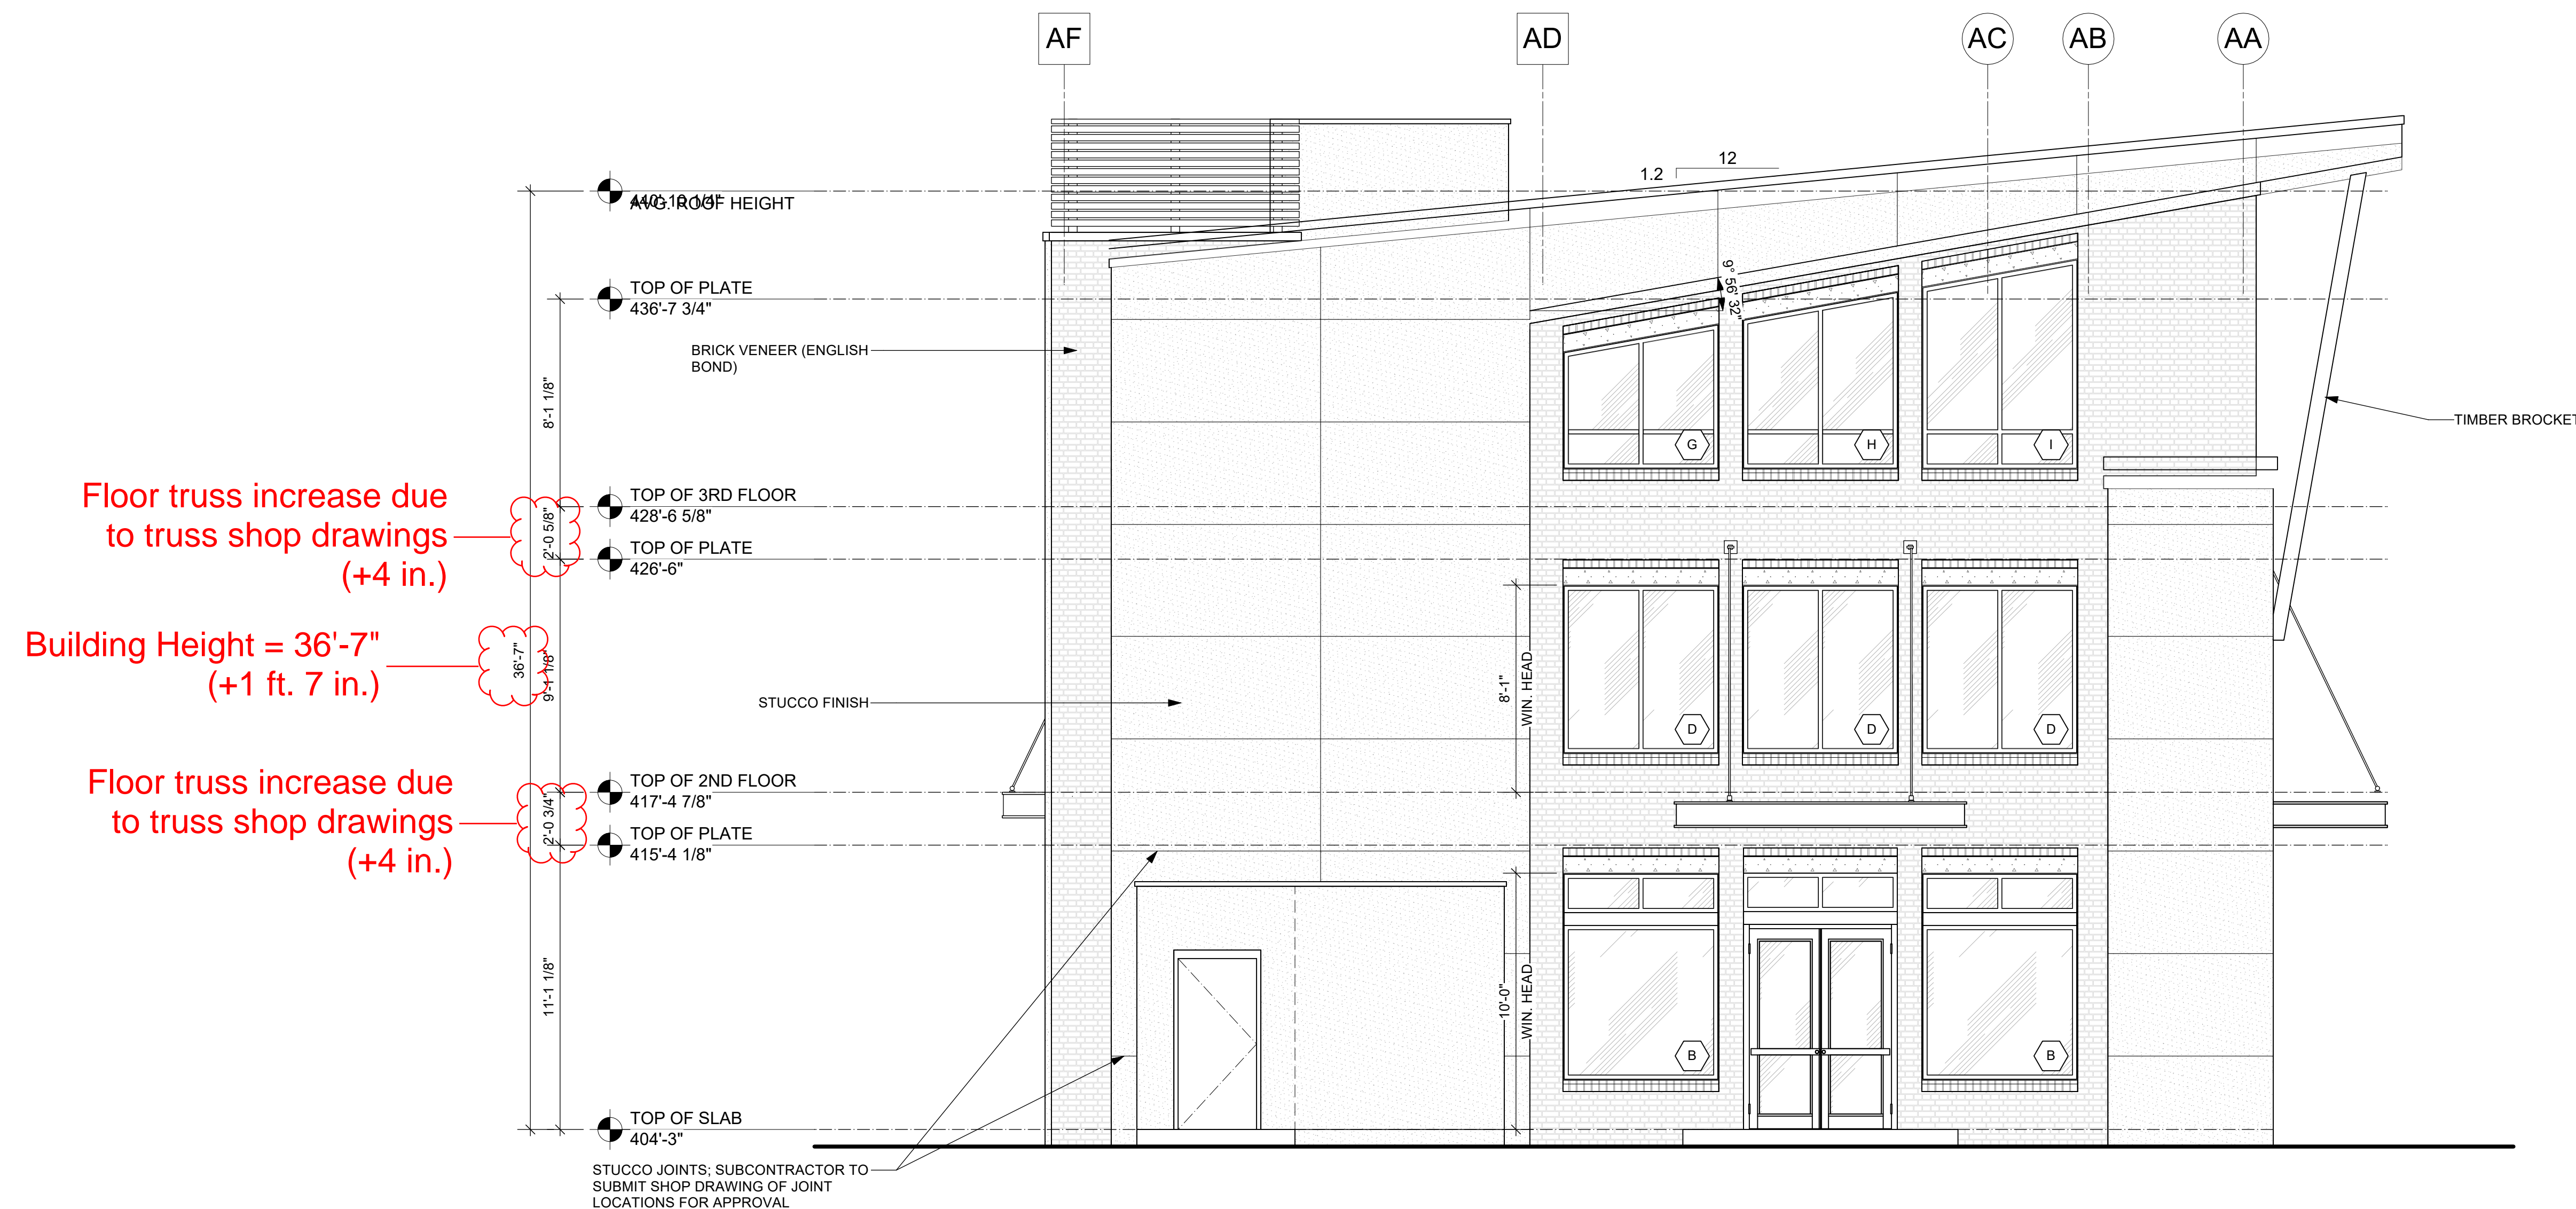 AF
AD
AC
AB
AA
12
1.2
440'-10 1/4"
AVG. ROOF HEIGHT
TOP OF PLATE
436'-7 3/4"
9° 56' 32"
BRICK VENEER (ENGLISH
BOND)
8'-1 1/8"
TIMBER BROCKET
G
H
I
Floor truss increase due
to truss shop drawings
(+4 in.)
2'-0 5/8"
TOP OF 3RD FLOOR
428'-6 5/8"
TOP OF PLATE
426'-6"
Building Height = 36'-7"
(+1 ft. 7 in.)
36'-7"
9'-1 1/8"
STUCCO FINISH
8'-1"
WIN. HEAD
D
D
D
Floor truss increase due
to truss shop drawings
(+4 in.)
2'-0 3/4"
TOP OF 2ND FLOOR
417'-4 7/8"
TOP OF PLATE
415'-4 1/8"
11'-1 1/8"
10'-0"
WIN. HEAD
B
B
TOP OF SLAB
404'-3"
STUCCO JOINTS; SUBCONTRACTOR TO
SUBMIT SHOP DRAWING OF JOINT
LOCATIONS FOR APPROVAL